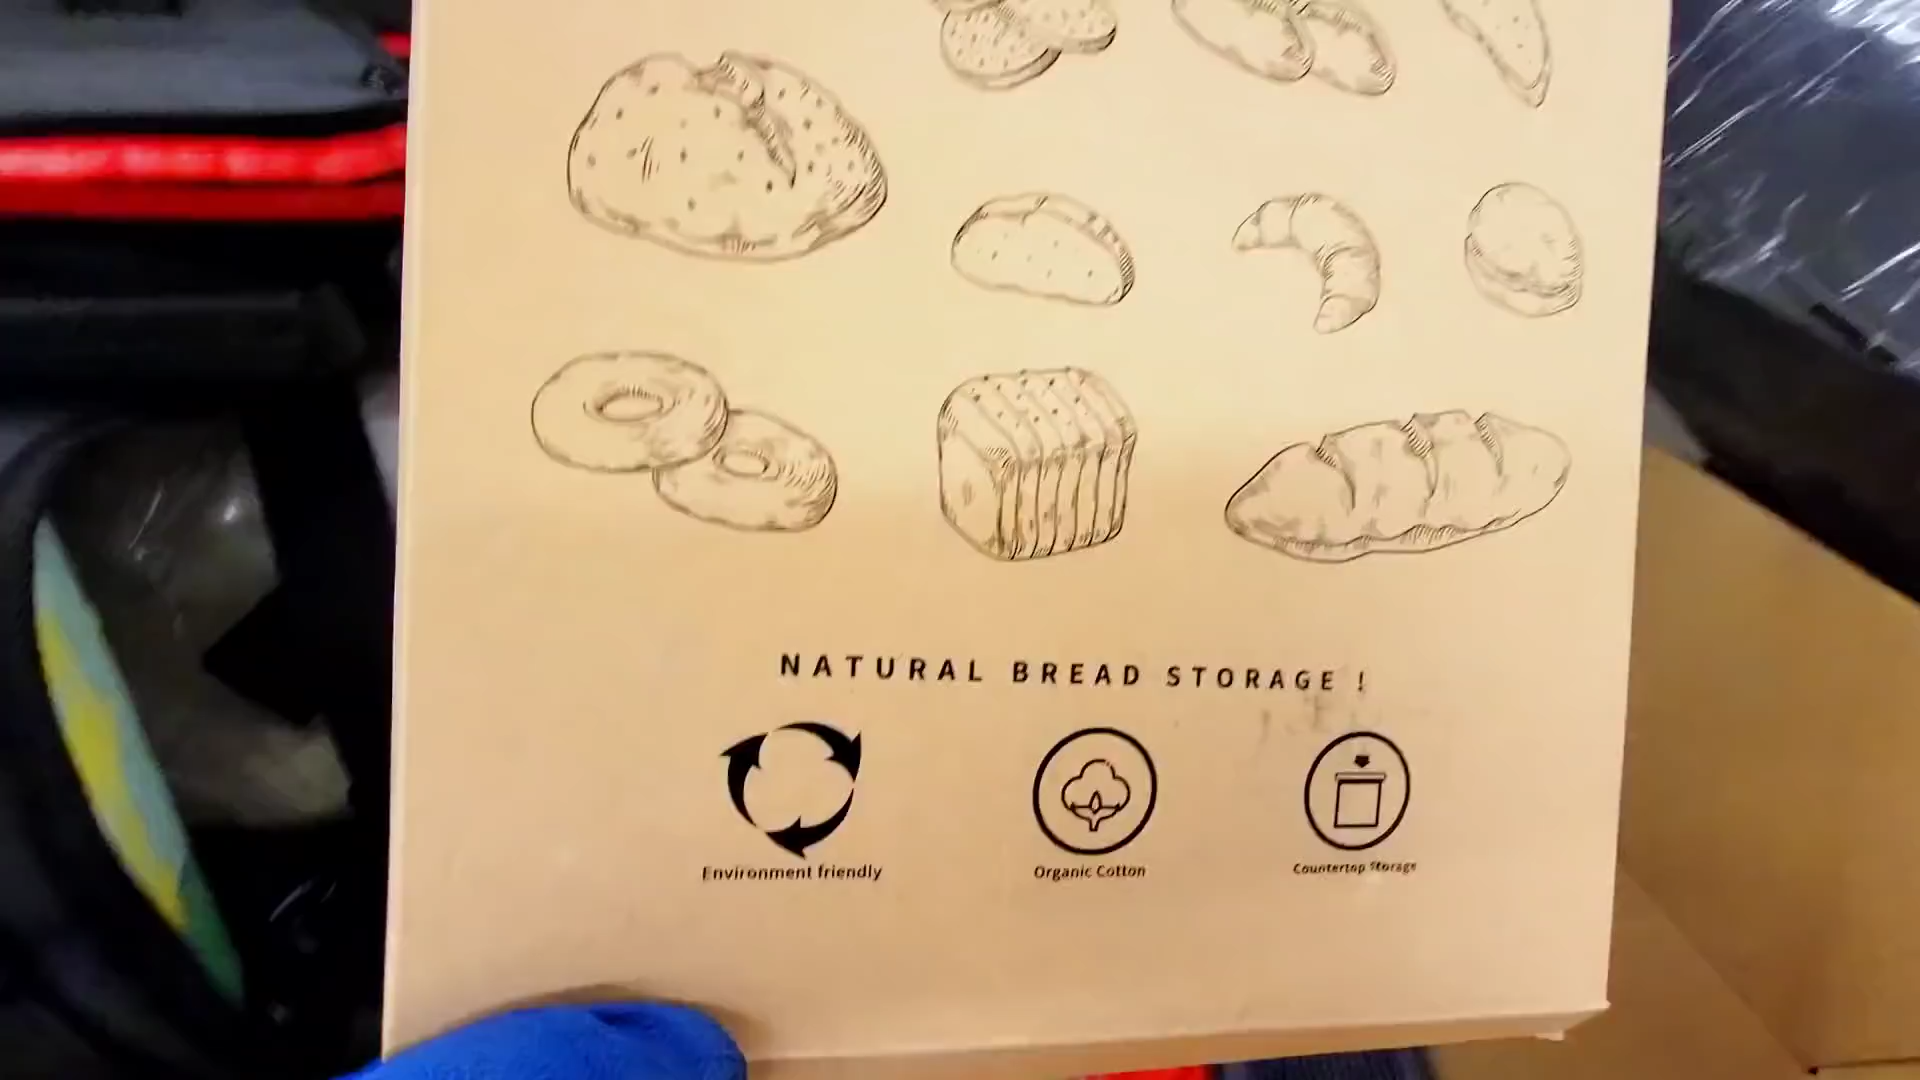 NATURAL BREAD STORAGE !
Environment friendly
Organic Cotton
Countertop Storage